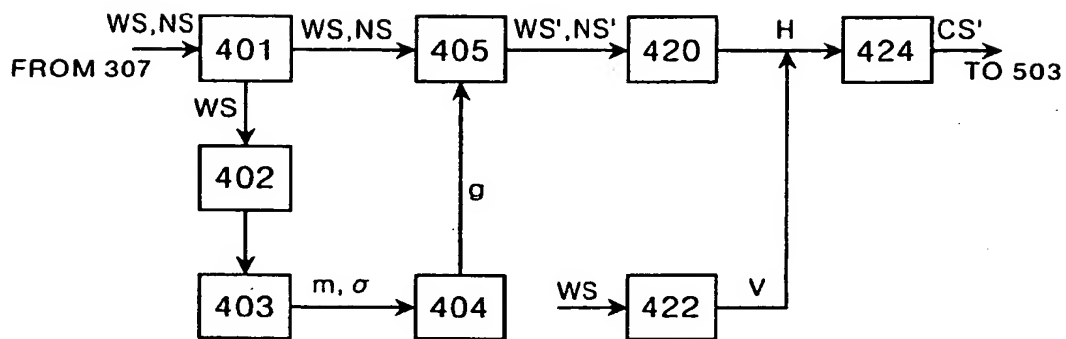 WS,NS
FROM 307
401
WS,NS
405
WS',NS'
420
H
424
CS'
TO 503
WS
402
g
403
m, σ
404
WS
422
V